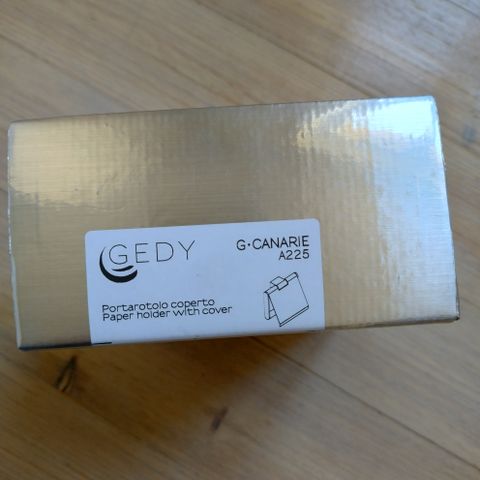 GEDY
G·CANARIE
A225
Portarotolo coperto
Paper holder with cover